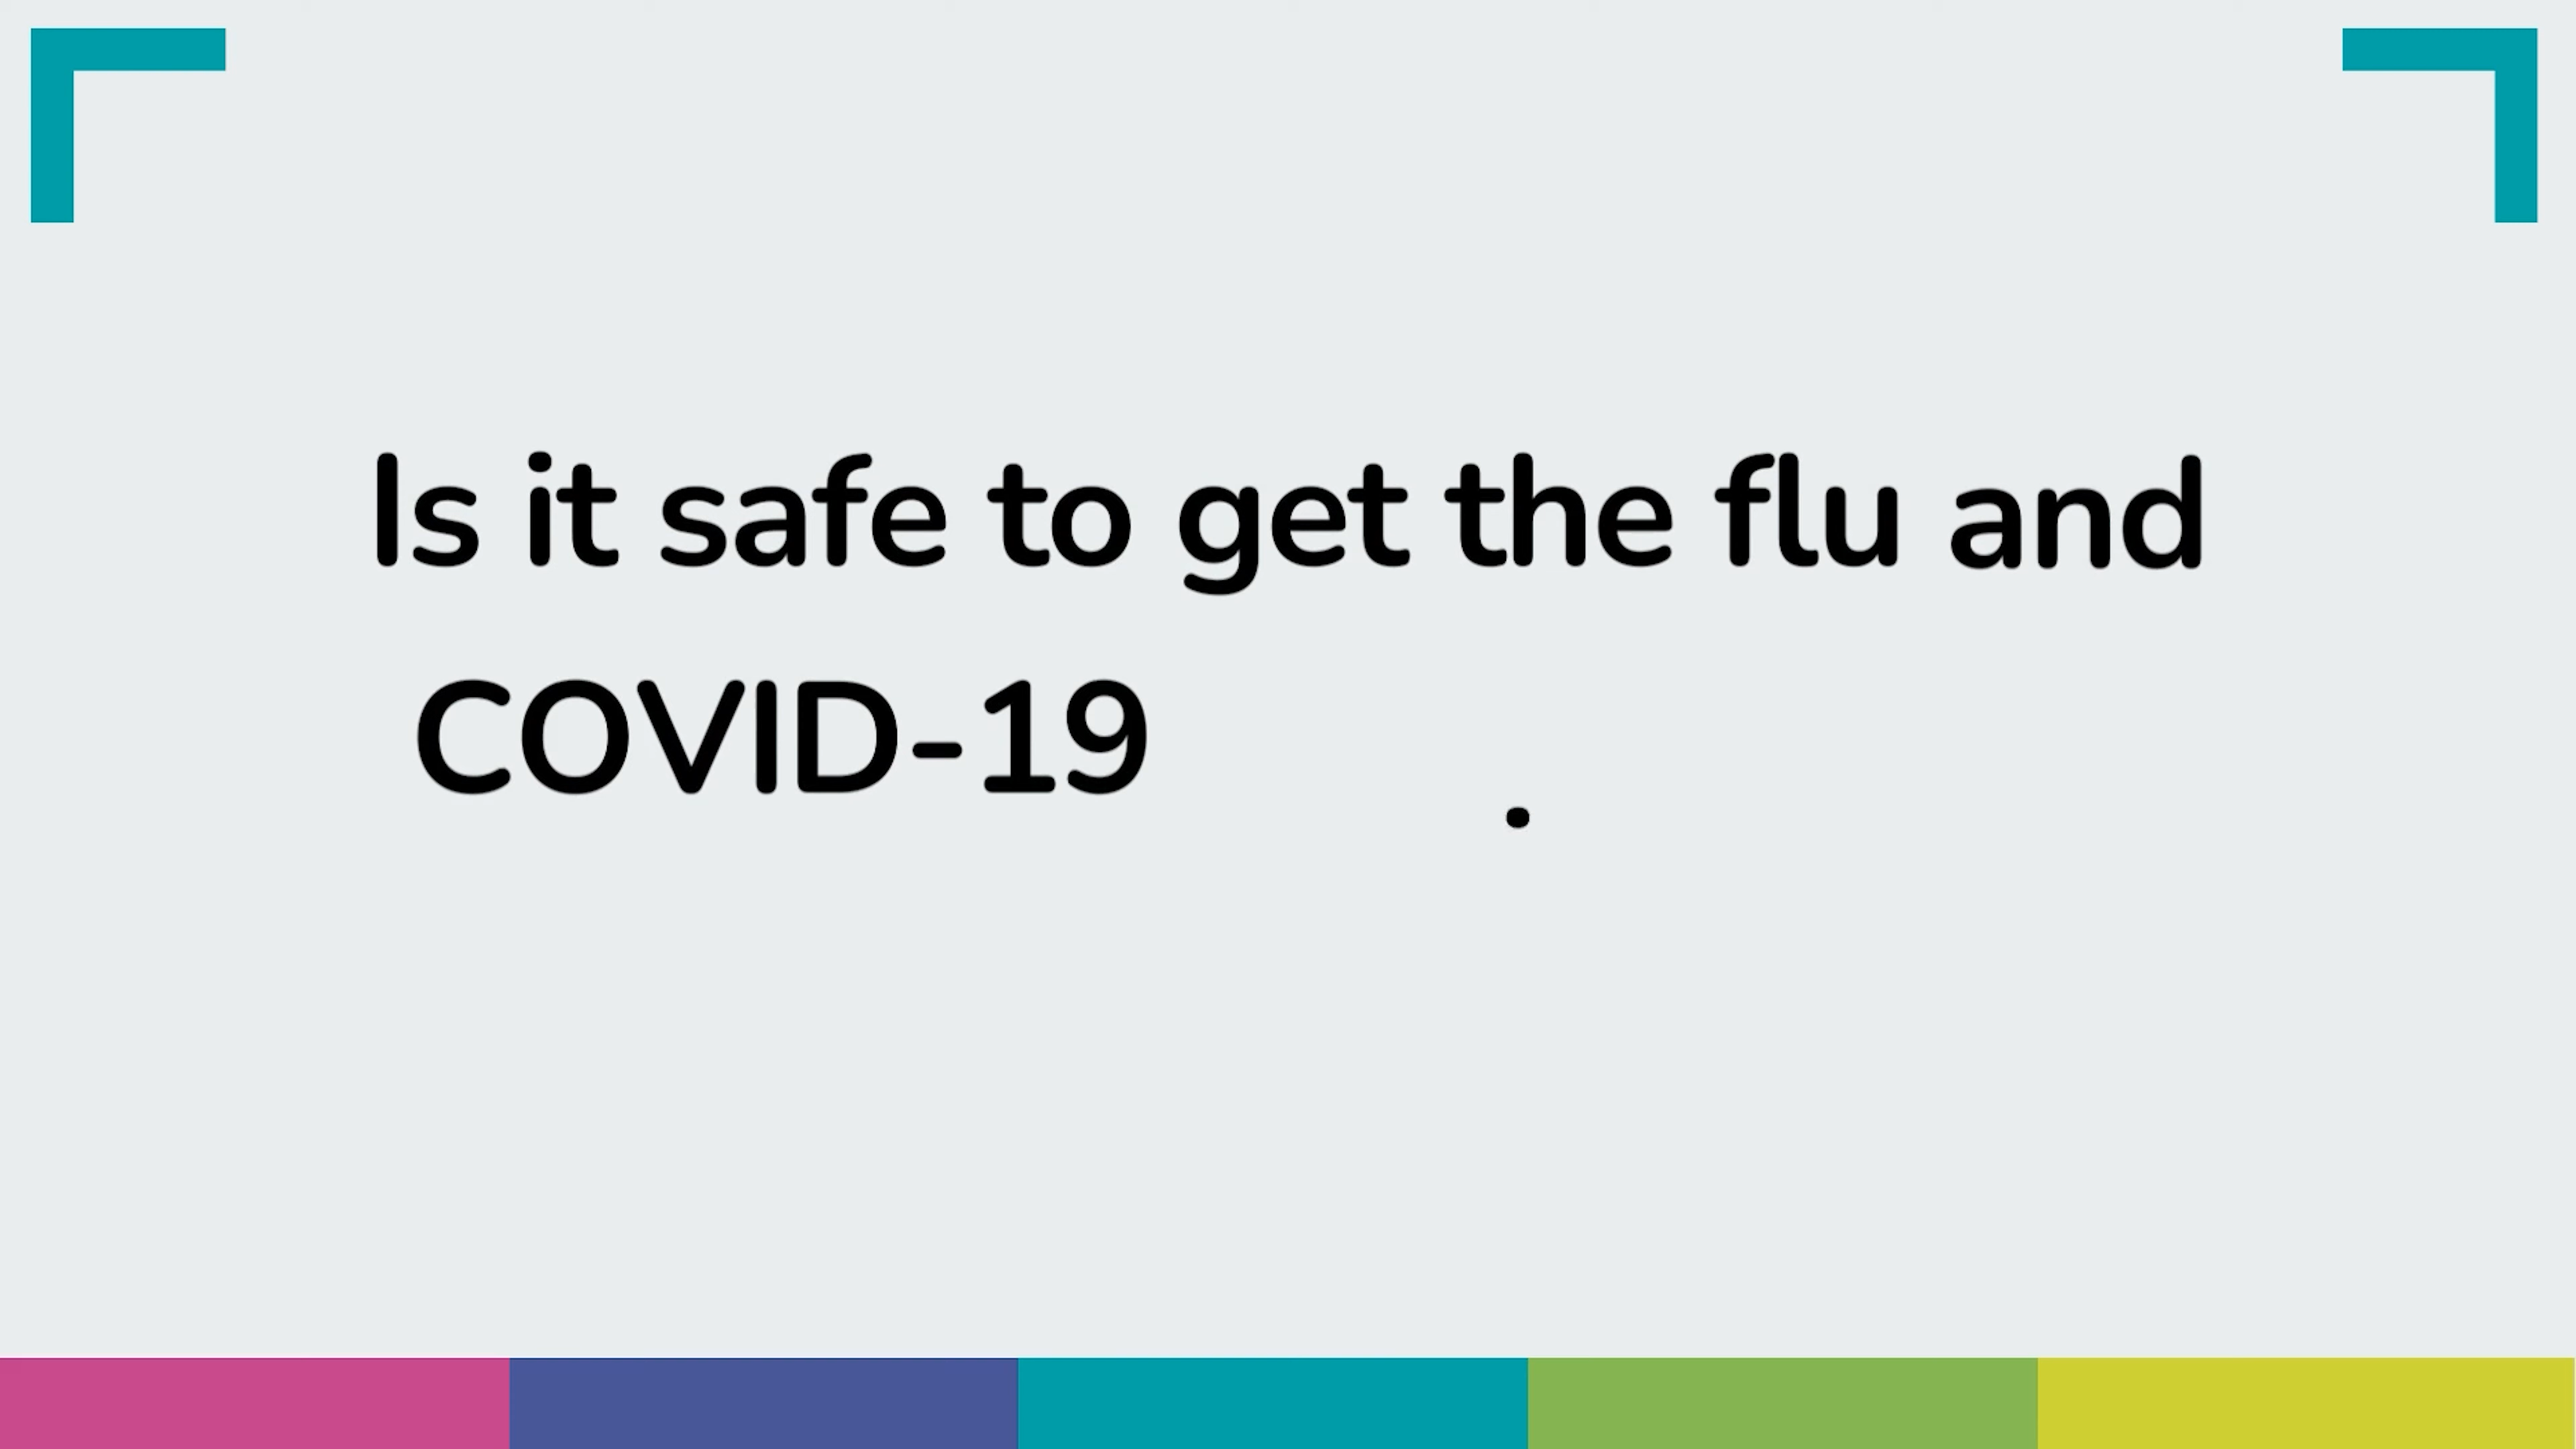 Is it safe to get the flu and
COVID-19